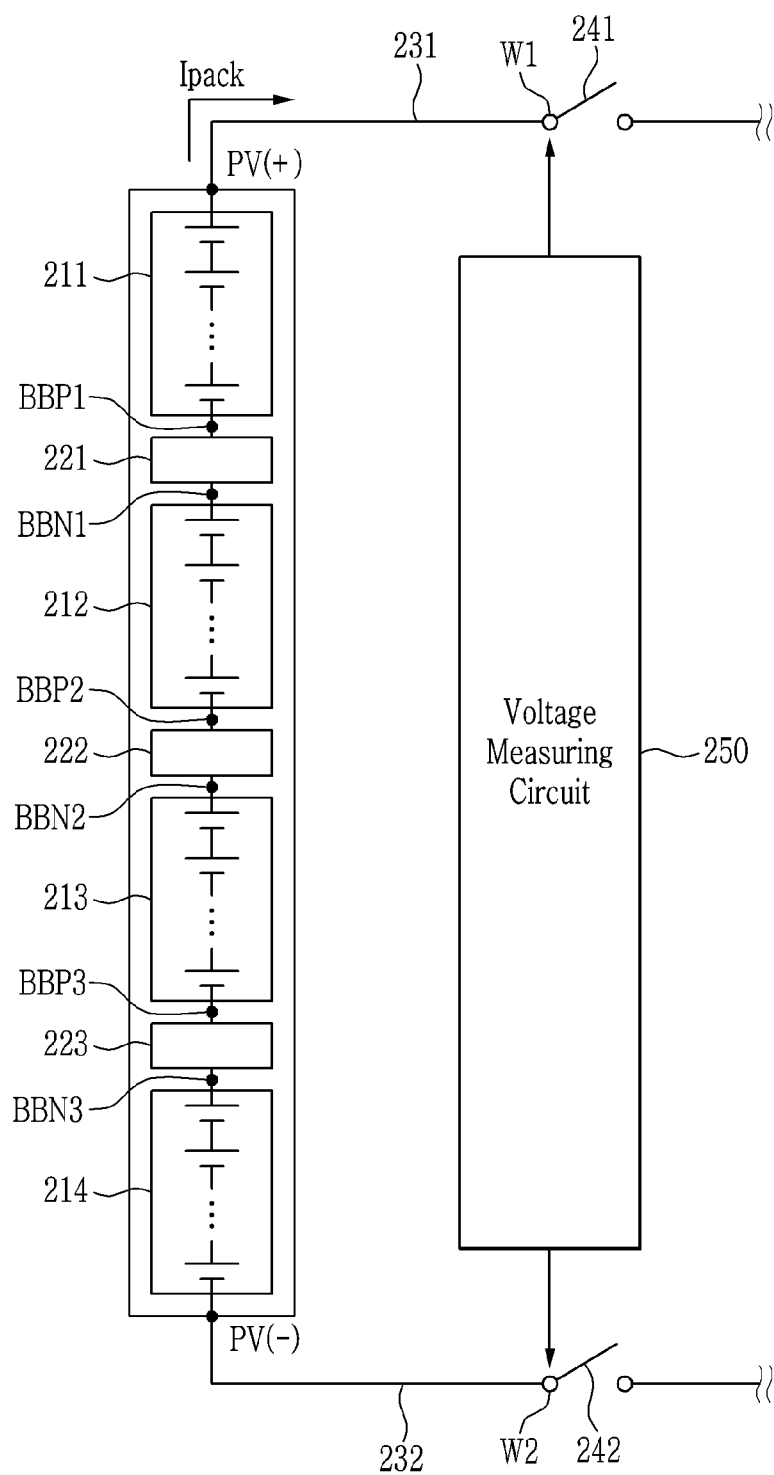 241
231
W1
Ipack
PV(+)
211
BBP1
221
BBN1
212
BBP2
222
Voltage
Measuring
Circuit
250
BBN2
213
BBP3
223
BBN3
214
PV(-)
232
W2
242